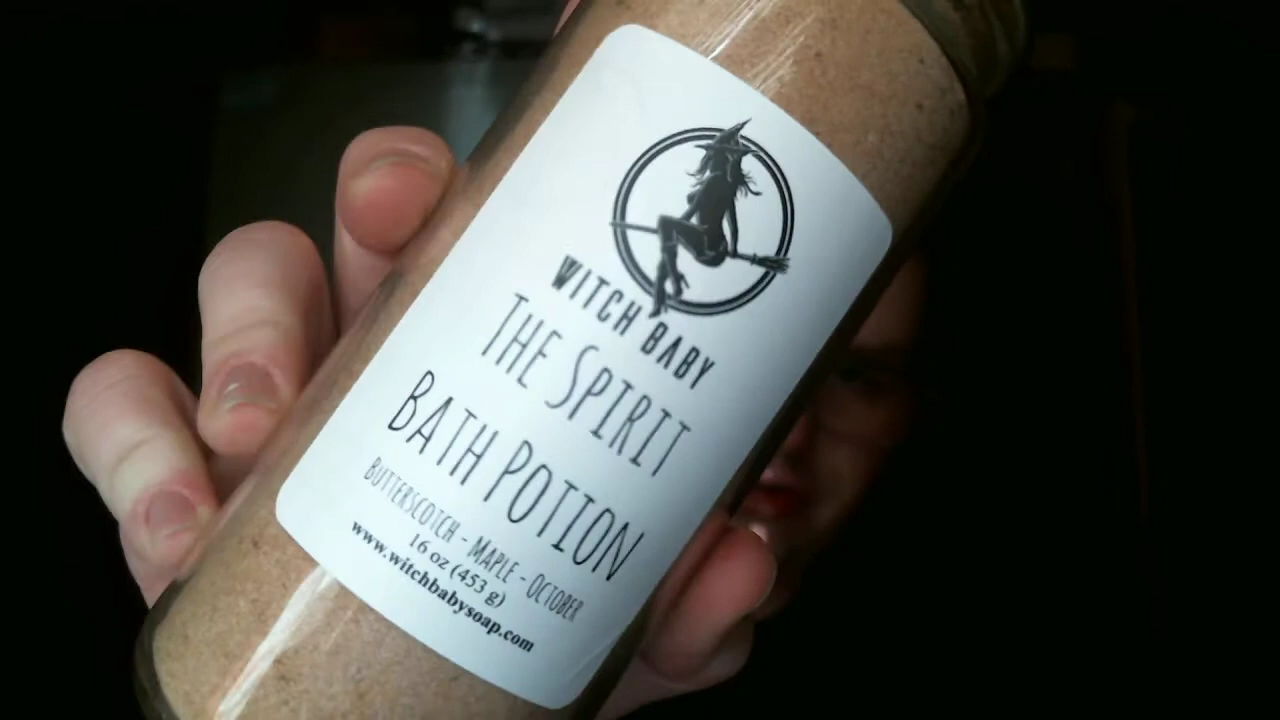 WITCH BABY
THE SPIRIT
BATH POTION
BUTTERSCOTCH - MAPLE - OCTOBER
16 oz (453 g)
www.witchbabysoap.com